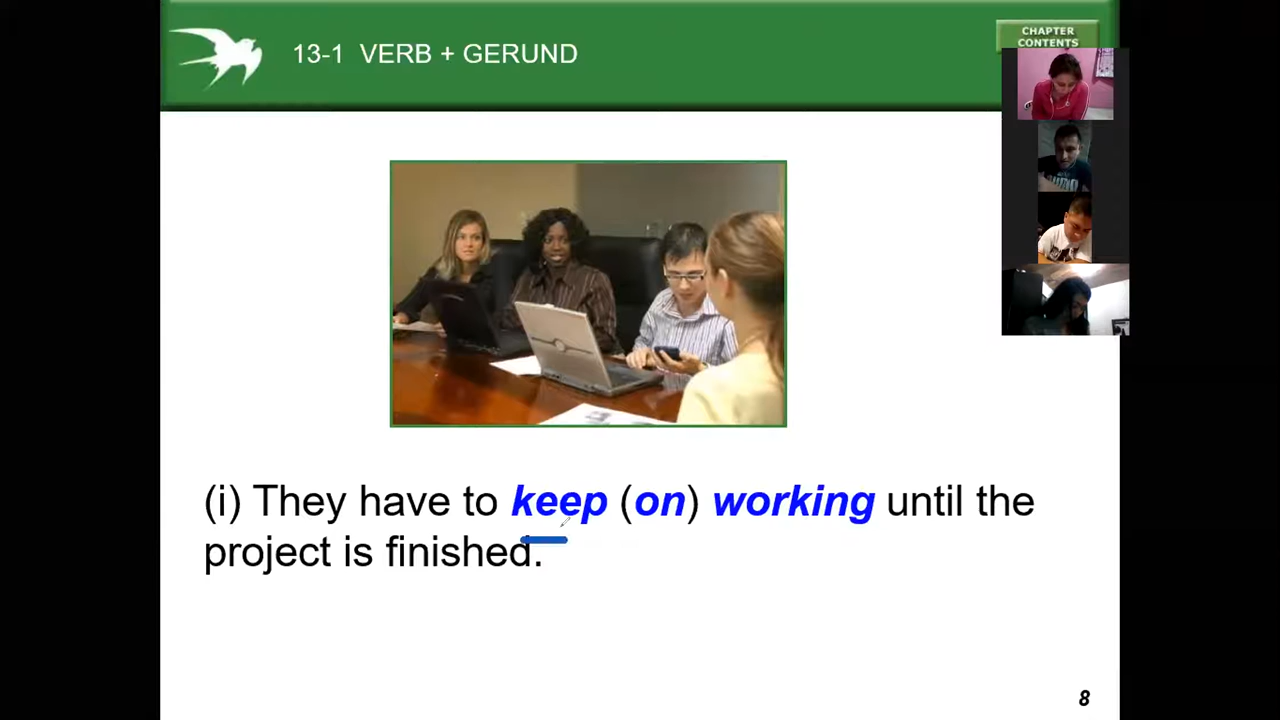 13-1 VERB + GERUND
CHAPTER
CONTENTS
(i) They have to keep (on) working until the
project is finished.
8